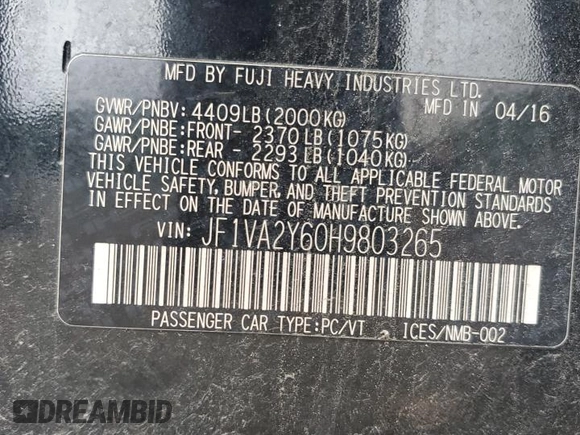 MFD BY FUJI HEAVY INDUSTRIES LTD.
GVWR/PNBV: 4409LB(2000KG) MFD IN 04/16
GAWR/PNBE:FRONT- 2370LB(1075KG)
GAWR/PNBE:REAR - 2293LB(1040KG)
THIS VEHICLE CONFORMS TO ALL APPLICABLE FEDERAL MOTOR
VEHICLE SAFETY, BUMPER, AND THEFT PREVENTION STANDARDS
IN EFFECT ON THE DATE OF MANUFACTURE SHOWN ABOVE.
VIN: JF1VA2Y60H9803265
PASSENGER CAR TYPE:PC/VT ICES/NMB-002
DREAMBID